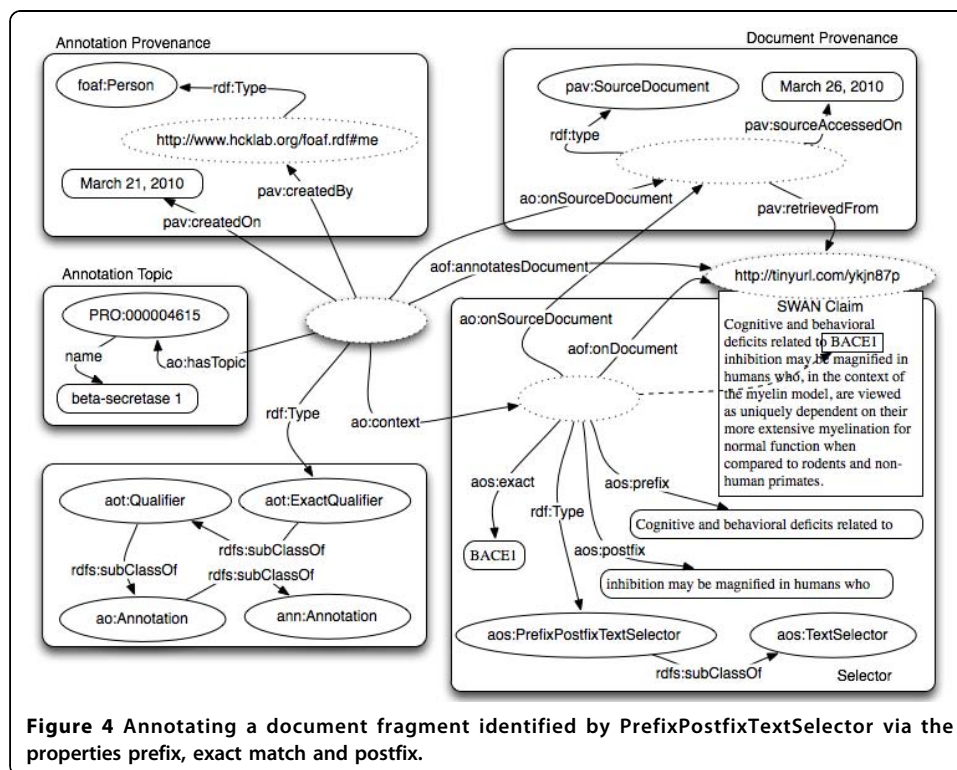 Annotation Provenance
foaf:Person
rdf:Type
http://www.hcklab.org/foaf.rdf#me
March 21, 2010
pav:createdBy
pav:createdOn
Document Provenance
pav:SourceDocument
March 26, 2010
rdf:type
pav:sourceAccessedOn
ao:onSourceDocument
pav:retrievedFrom
Annotation Topic
PRO:000004615
name
ao:hasTopic
beta-secretase 1
aof:annotatesDocument
http://tinyurl.com/ykjn87p
ao:onSourceDocument
aof:onDocument
SWAN Claim
Cognitive and behavioral
deficits related to BACE1
inhibition may be magnified in
humans who, in the context of
the myelin model, are viewed
as uniquely dependent on their
more extensive myelination for
normal function when
compared to rodents and non-
human primates.
rdf:Type
ao:context
aot:Qualifier
aot:ExactQualifier
rdfs:subClassOf
rdfs:subClassOf
rdfs:subClassOf
ao:Annotation
ann:Annotation
aos:exact
rdf:Type
aos:prefix
aos:postfix
Cognitive and behavioral deficits related to
BACE1
inhibition may be magnified in humans who
aos:PrefixPostfixTextSelector
aos:TextSelector
rdfs:subClassOf
Selector
Figure 4 Annotating a document fragment identified by PrefixPostfixTextSelector via the
properties prefix, exact match and postfix.